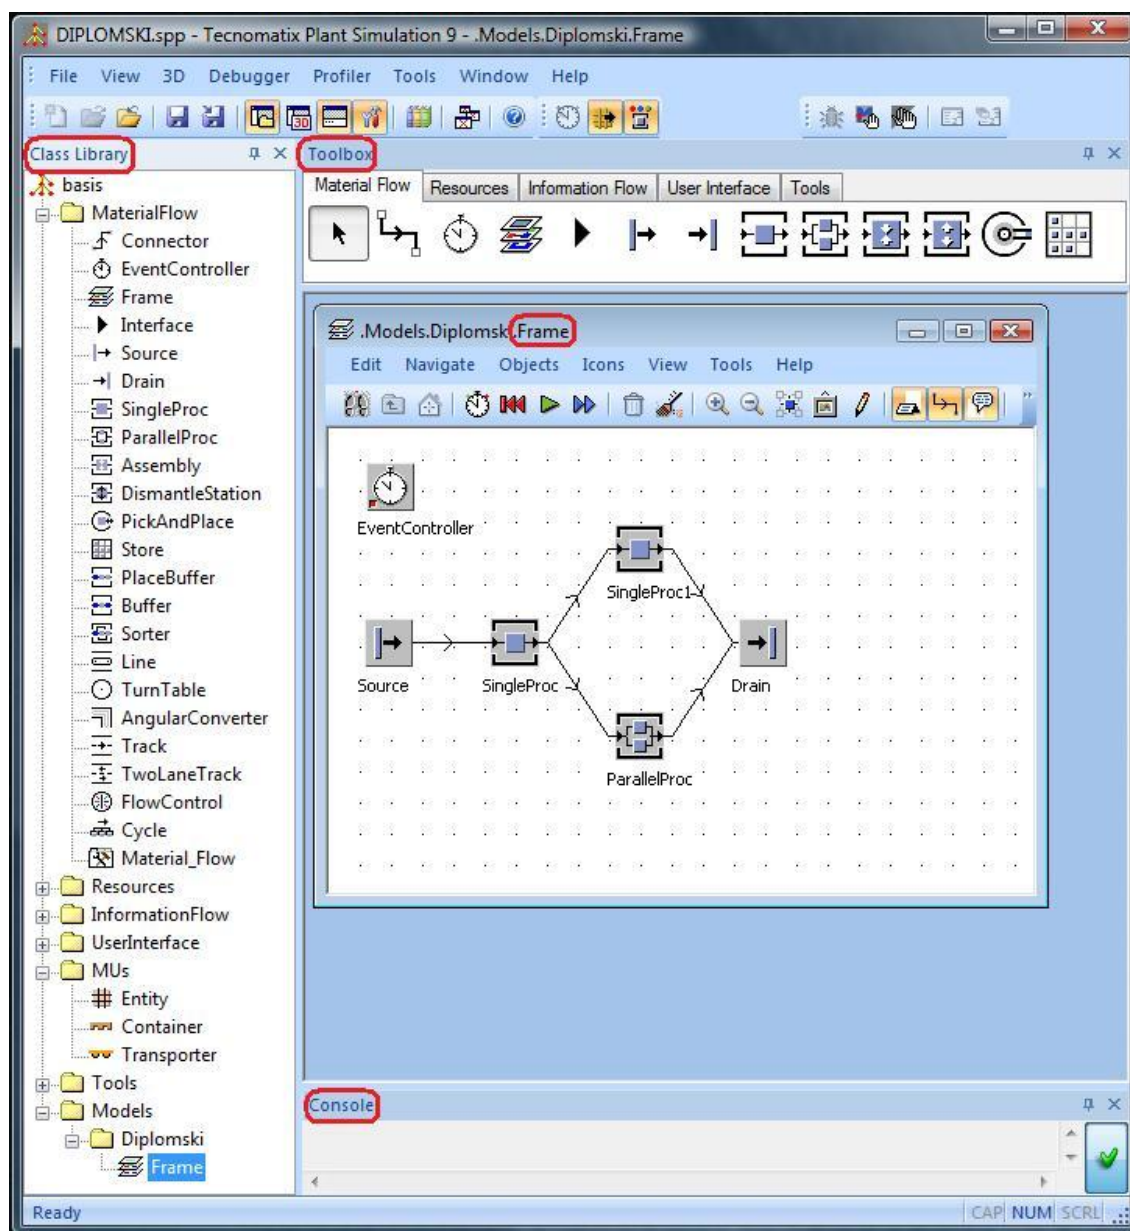 DIPLOMSKI.spp - Tecnomatix Plant Simulation 9 - .Models.Diplomski.Frame
File View 3D Debugger Profiler Tools Window Help
3D
Class Library
basis
MaterialFlow
Connector
EventController
Frame
Interface
Source
Drain
SingleProc
ParallelProc
Assembly
DismantleStation
PickAndPlace
Store
PlaceBuffer
Buffer
Sorter
Line
TurnTable
AngularConverter
Track
TwoLaneTrack
FlowControl
Cycle
Material_Flow
Resources
InformationFlow
UserInterface
MUs
Entity
Container
Transporter
Tools
Models
Diplomski
Frame
Toolbox
Material Flow Resources Information Flow User Interface Tools
.Models.Diplomski.Frame
Edit Navigate Objects Icons View Tools Help
EventController
SingleProc1
Source SingleProc Drain
ParallelProc
Console
Ready CAP NUM SCRL